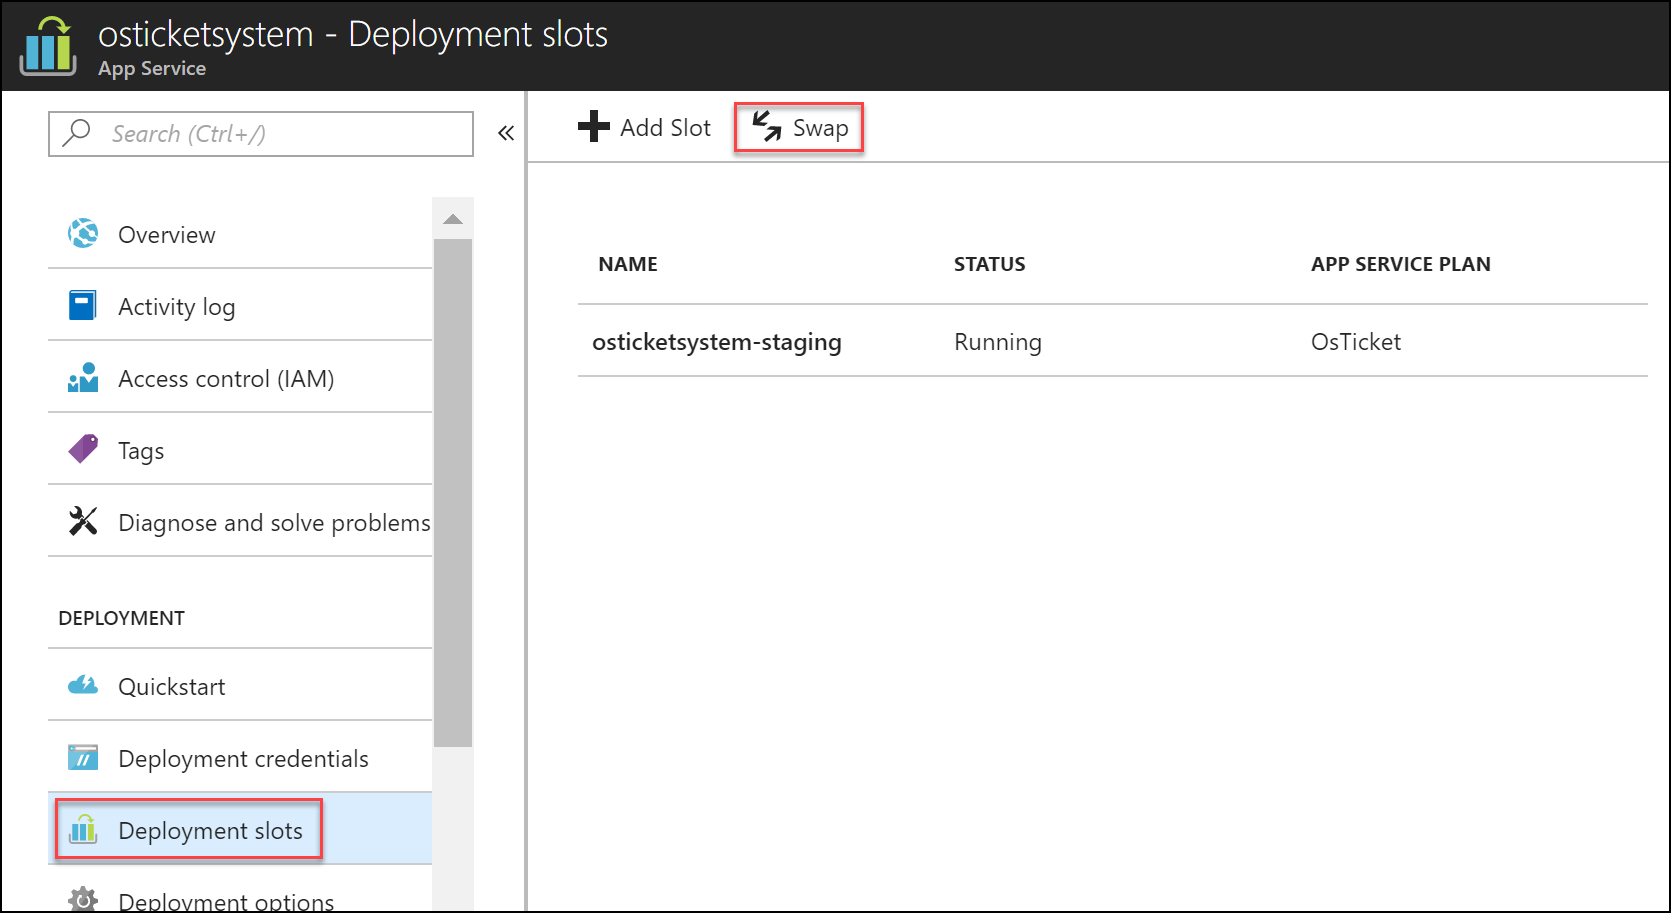 osticketsystem - Deployment slots
App Service
Search (Ctrl+/)
Overview
Activity log
Access control (IAM)
Tags
Diagnose and solve problems
DEPLOYMENT
Quickstart
Deployment credentials
Deployment slots
Deployment options
Add Slot
Swap
NAME STATUS APP SERVICE PLAN
osticketsystem-staging Running OsTicket